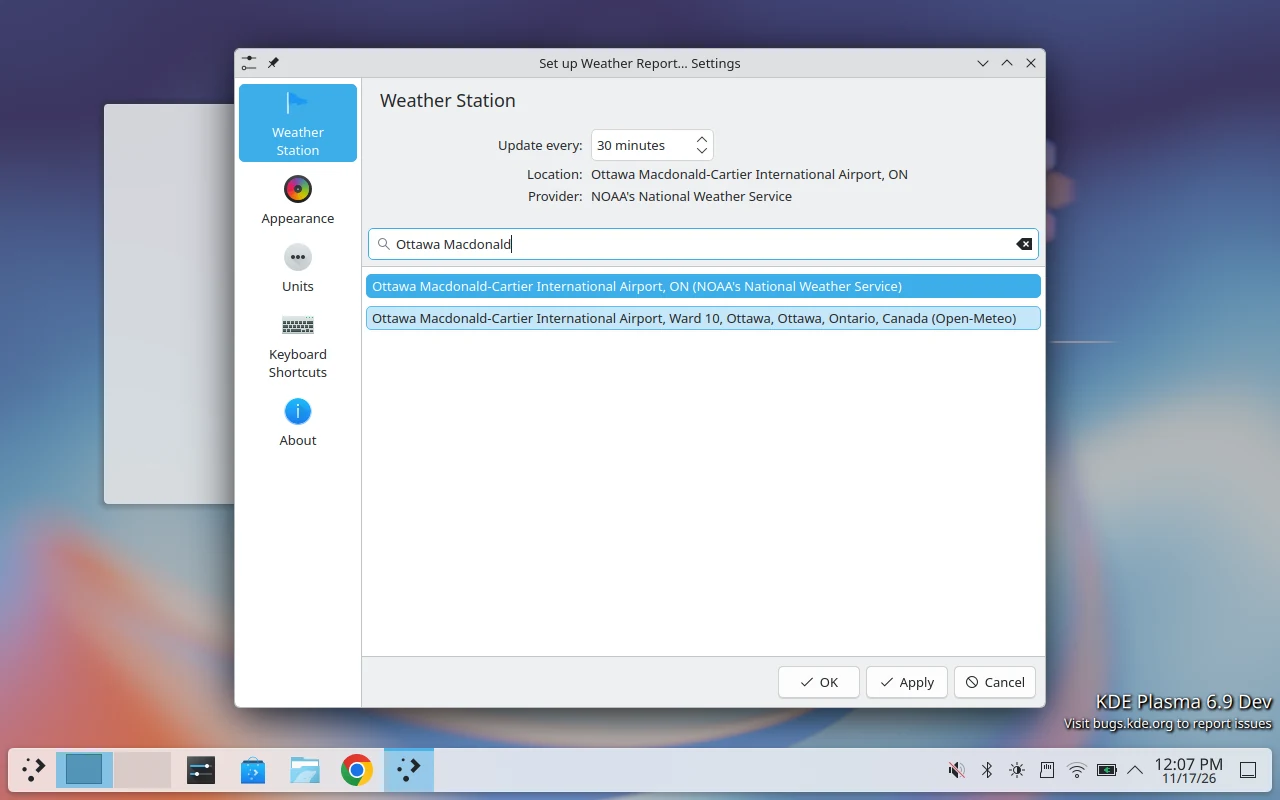 Set up Weather Report... Settings
Weather Station
Appearance
Units
Keyboard Shortcuts
About
Weather Station
Update every: 30 minutes
Location: Ottawa Macdonald-Cartier International Airport, ON
Provider: NOAA's National Weather Service
Ottawa Macdonald
Ottawa Macdonald-Cartier International Airport, ON (NOAA's National Weather Service)
Ottawa Macdonald-Cartier International Airport, Ward 10, Ottawa, Ottawa, Ontario, Canada (Open-Meteo)
OK
Apply
Cancel
KDE Plasma 6.9 Dev
Visit bugs.kde.org to report issues
12:07 PM
11/17/26